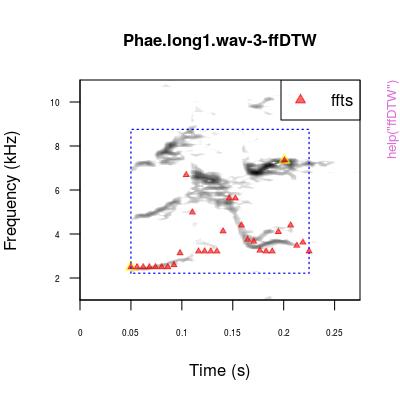 Phae.long1.wav-3-ffDTW
ffts
help("ffDTW")
Frequency (kHz)
10
8
6
4
2
0 0.05 0.1 0.15 0.2 0.25
Time (s)